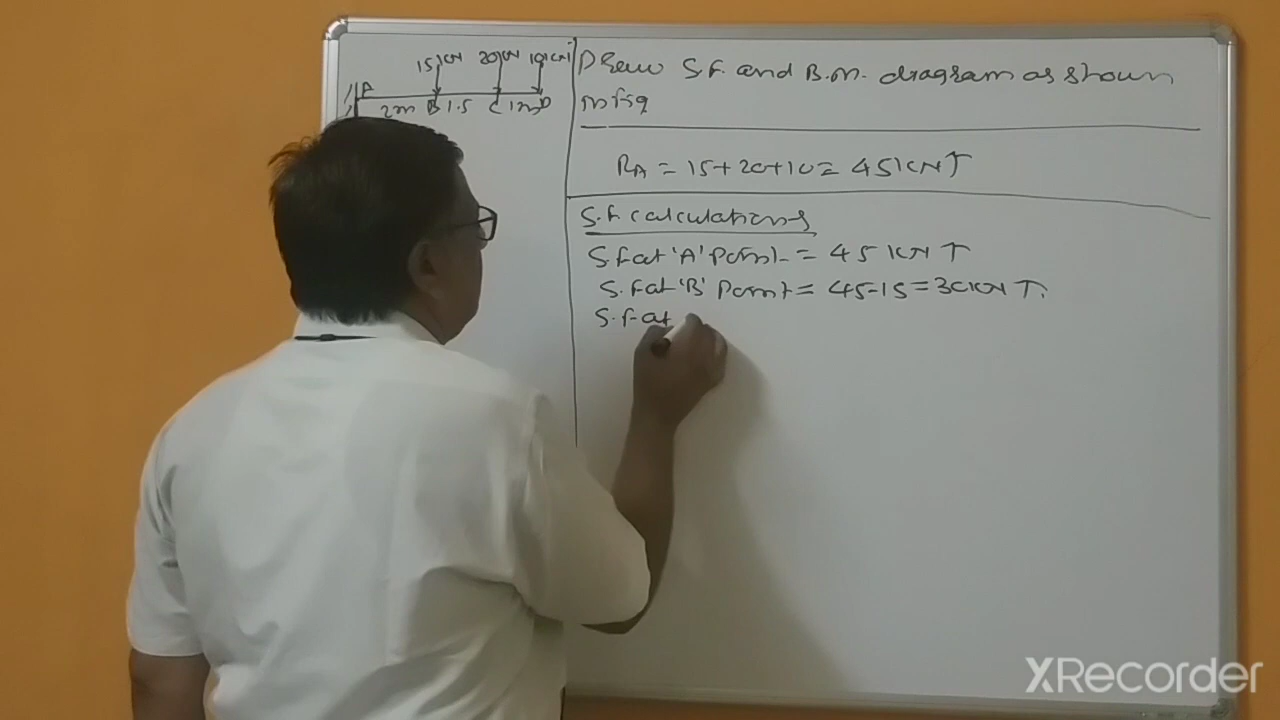 15KN 20KN 10KN
A
2m B 1.5 C 1m D
Draw S.F. and B.M. diagram as shown
in fig
RA = 15+20+10 = 45KN↑
S.F. calculations
S.F at 'A' Point = 45 KN ↑
S.F at 'B' Point = 45-15 = 30KN ↑.
S.F at
XRecorder